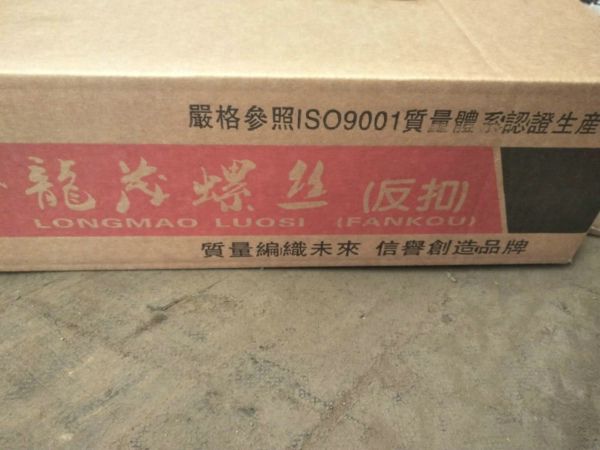 嚴格參照ISO9001質量體系認證生產
龍茂螺丝(反扣)
LONGMAO LUOSI (FANKOU)
質量編織未來 信譽創造品牌